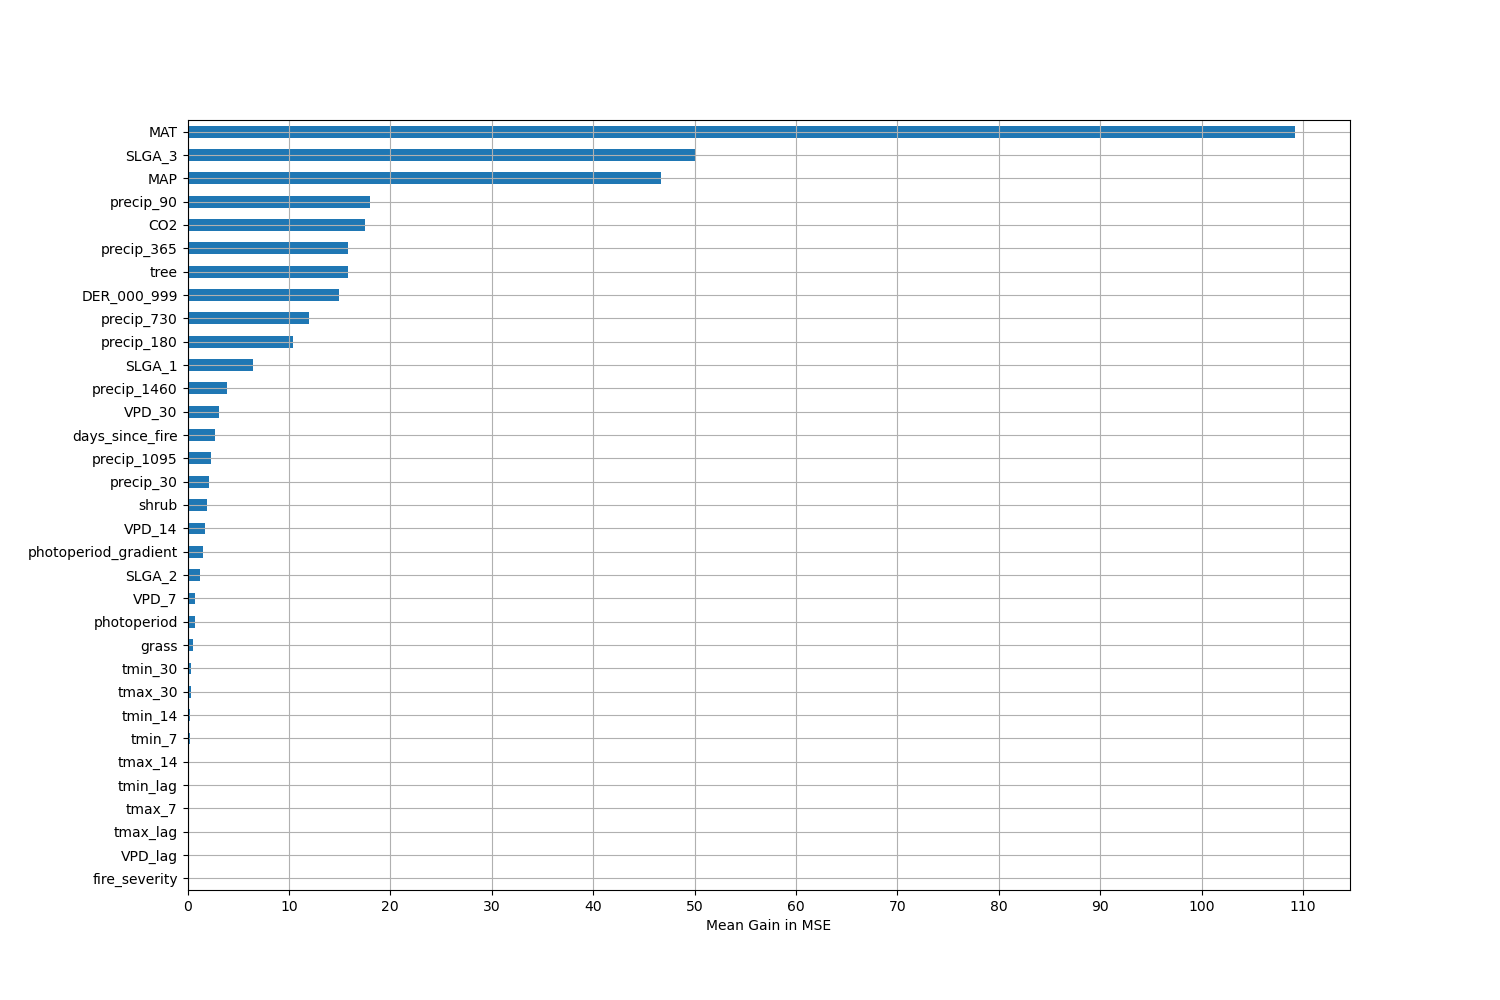 MAT
SLGA_3
MAP
precip_90
CO2
precip_365
tree
DER_000_999
precip_730
precip_180
SLGA_1
precip_1460
VPD_30
days_since_fire
precip_1095
precip_30
shrub
VPD_14
photoperiod_gradient
SLGA_2
VPD_7
photoperiod
grass
tmin_30
tmax_30
tmin_14
tmin_7
tmax_14
tmin_lag
tmax_7
tmax_lag
VPD_lag
fire_severity
0 10 20 30 40 50 60 70 80 90 100 110
Mean Gain in MSE